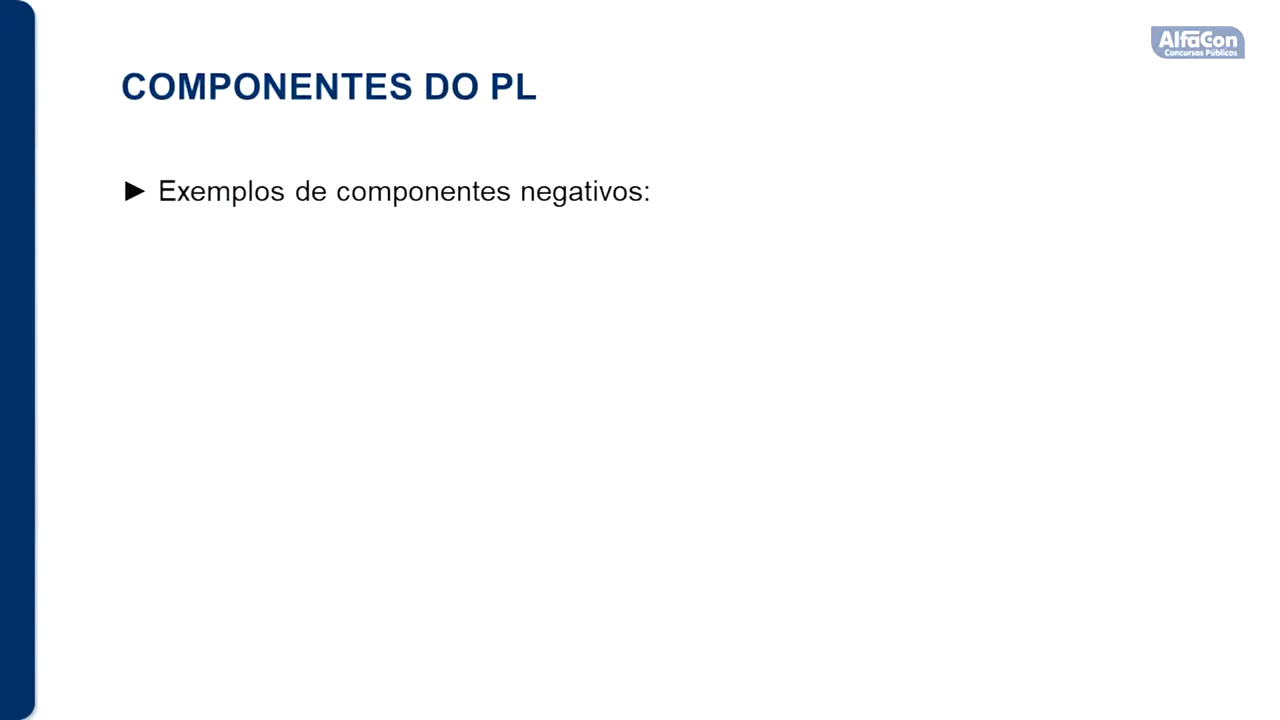 AlfaCon
Concursos Públicos
COMPONENTES DO PL
► Exemplos de componentes negativos: